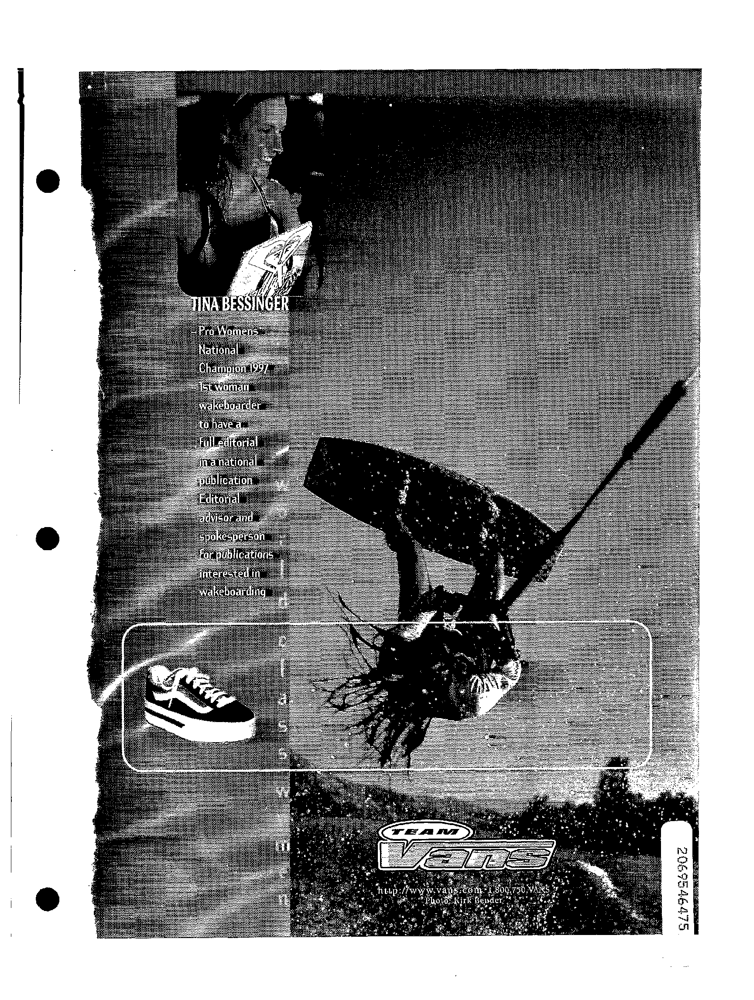 TINA BESSINGER
Pro Womens
National
Champion 1997
1st woman
wakeboarder
to have a
full editorial
in a national
publication
Editorial
advisor and
spokesperson
for publications
interested in
wakeboarding
world class w m n
TEAM
Vans
http://www.vans.com 1.800.750.VANS
Photo: Kirk Bender
2069546475